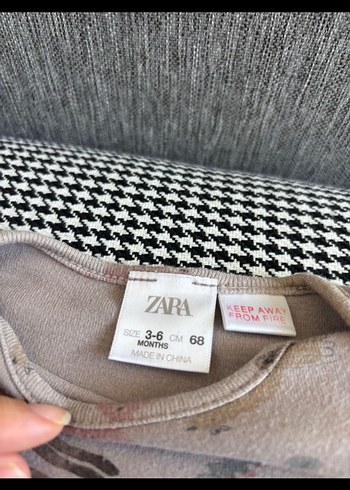 ZARA
SIZE 3-6 CM 68
MONTHS
MADE IN CHINA
KEEP AWAY
FROM FIRE